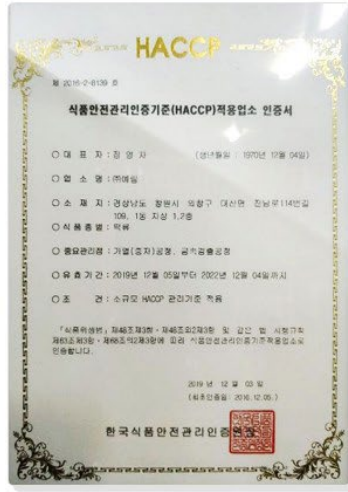 HACCP
제 2016-2-6139 호
식품안전관리인증기준(HACCP)적용업소 인증서
○ 대 표 자 : 정 영 자 (생년월일 : 1970년 12월 04일)
○ 업 소 명 : ㈜예림
○ 소 재 지 : 경상남도 창원시 의창구 대산면 진남로114번길
109, 1동 지상 1,2층
○ 식 품 종 별 : 떡류
○ 중요관리점 : 가열(증자)공정, 금속검출공정
○ 유 효 기 간 : 2019년 12월 05일부터 2022년 12월 04일까지
○ 조 건 : 소규모 HACCP 관리기준 적용
「식품위생법」 제48조제3항ㆍ제48조의2제3항 및 같은 법 시행규칙
제63조제3항ㆍ제68조의2제3항에 따라 식품안전관리인증기준적용업소로
인증합니다.
2019 년 12 월 03 일
(최초인증일 : 2016.12.05.)
한국식품안전관리인증원장